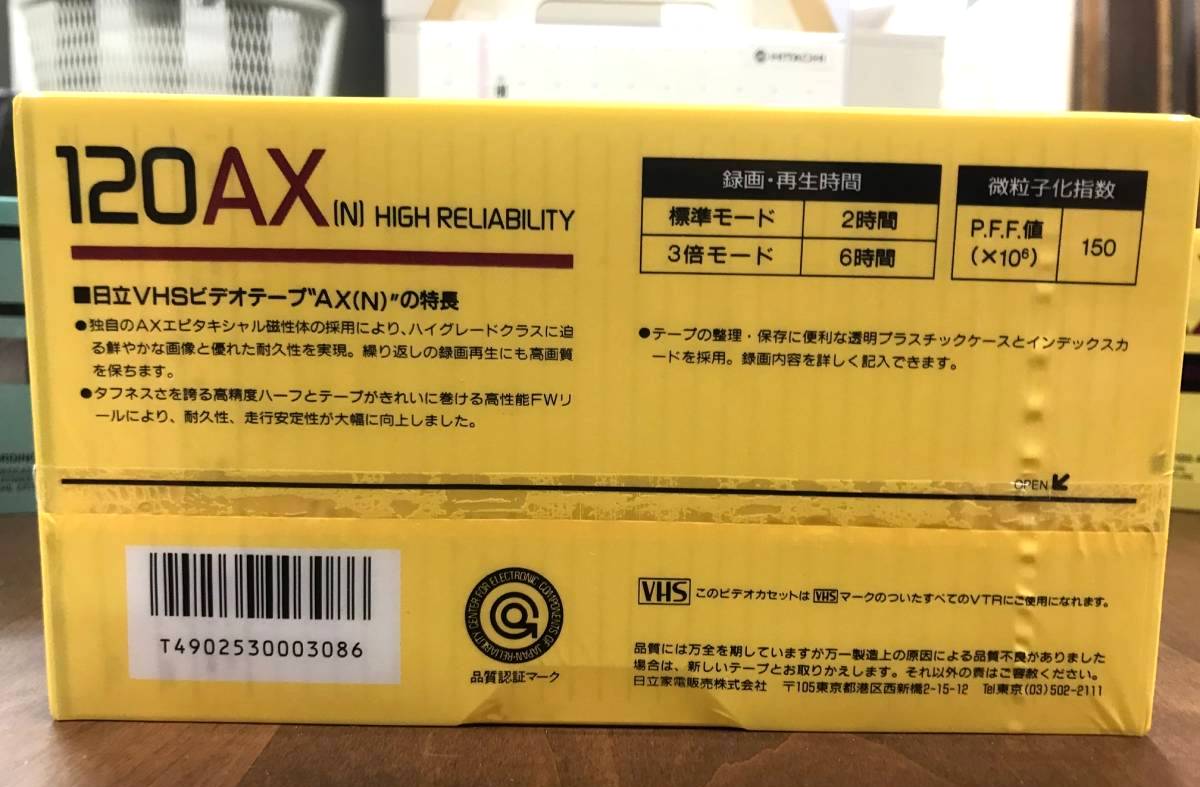 HITACHI
120AX(N) HIGH RELIABILITY
■日立VHSビデオテープ"AX(N)"の特長
●独自のAXエピタキシャル磁性体の採用により、ハイグレードクラスに迫
る鮮やかな画像と優れた耐久性を実現。繰り返しの録画再生にも高画質
を保ちます。
●タフネスさを誇る高精度ハーフとテープがきれいに巻ける高性能FWリ
ールにより、耐久性、走行安定性が大幅に向上しました。
録画・再生時間
標準モード 2時間
3倍モード 6時間
微粒子化指数
P.F.F.値
(×10⁶) 150
●テープの整理・保存に便利な透明プラスチックケースとインデックスカ
ードを採用。録画内容を詳しく記入できます。
OPEN
T4902530003086
RELIABILITY CENTER FOR ELECTRONIC COMPONENTS OF JAPAN
品質認証マーク
VHS このビデオカセットは VHS マークのついたすべてのVTRにご使用になれます。
品質には万全を期していますが万一製造上の原因による品質不良がありました
場合は、新しいテープとお取りかえします。それ以外の責はご容赦ください。
日立家電販売株式会社 〒105東京都港区西新橋2-15-12 Tel東京(03)502-2111